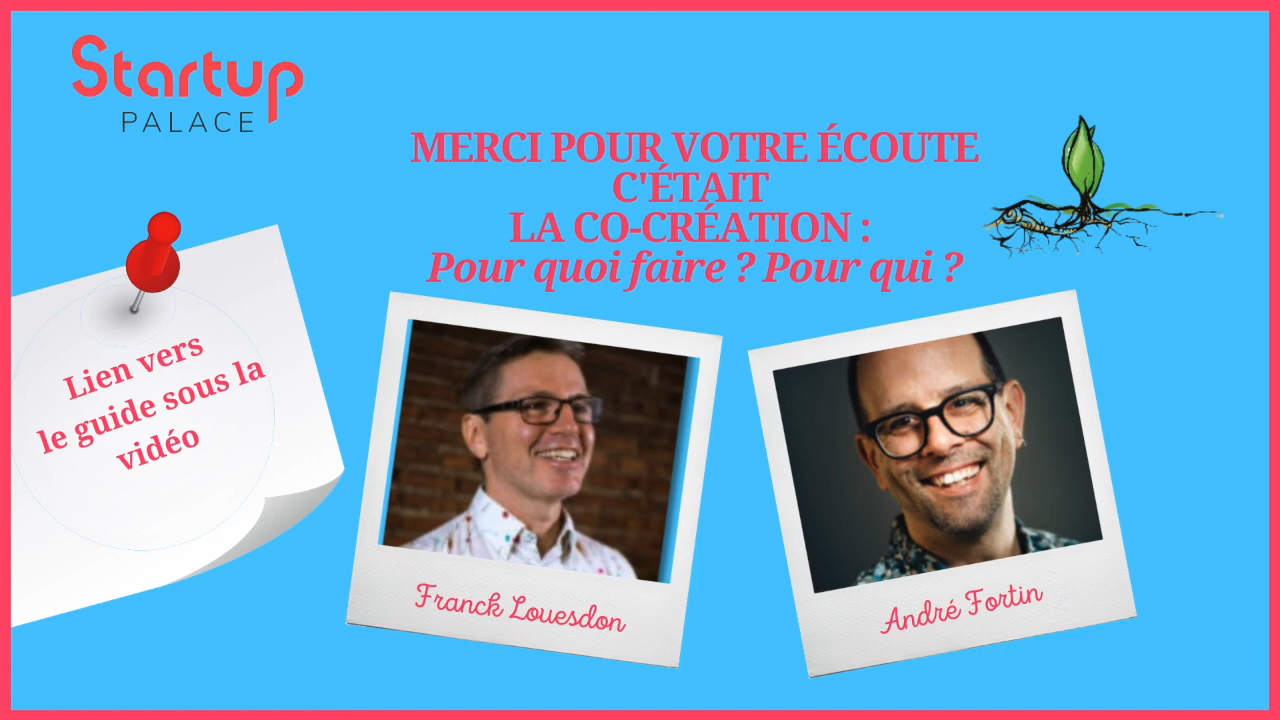 Startup
PALACE
MERCI POUR VOTRE ÉCOUTE
C'ÉTAIT
LA CO-CRÉATION :
Pour quoi faire ? Pour qui ?
Lien vers
le guide sous la
vidéo
Franck Louesdon
André Fortin